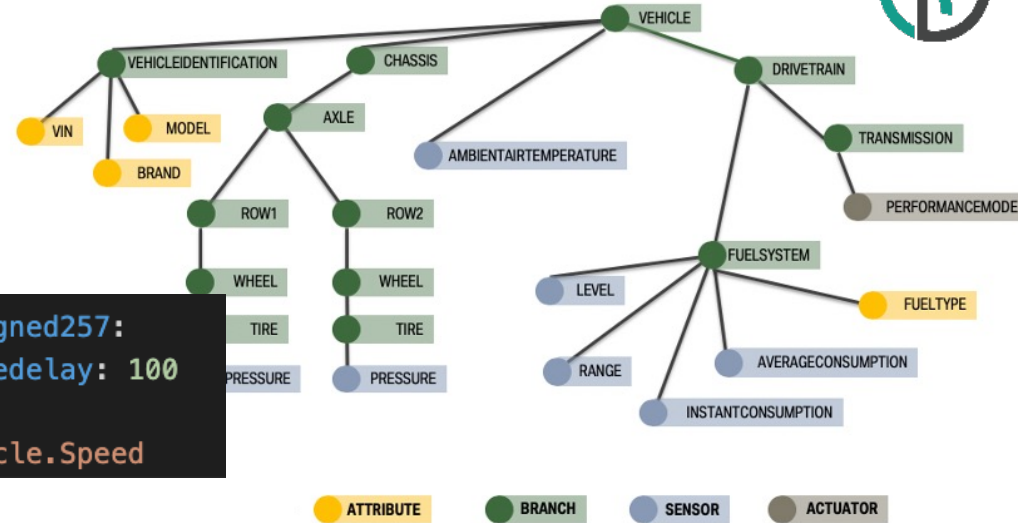 VEHICLE
VEHICLEIDENTIFICATION
CHASSIS
DRIVETRAIN
VIN
MODEL
BRAND
AXLE
AMBIENTAIRTEMPERATURE
TRANSMISSION
PERFORMANCEMODE
ROW1
ROW2
FUELSYSTEM
WHEEL
WHEEL
LEVEL
FUELTYPE
gned257:
TIRE
TIRE
edelay: 100
PRESSURE
PRESSURE
RANGE
AVERAGECONSUMPTION
INSTANTCONSUMPTION
cle.Speed
ATTRIBUTE
BRANCH
SENSOR
ACTUATOR